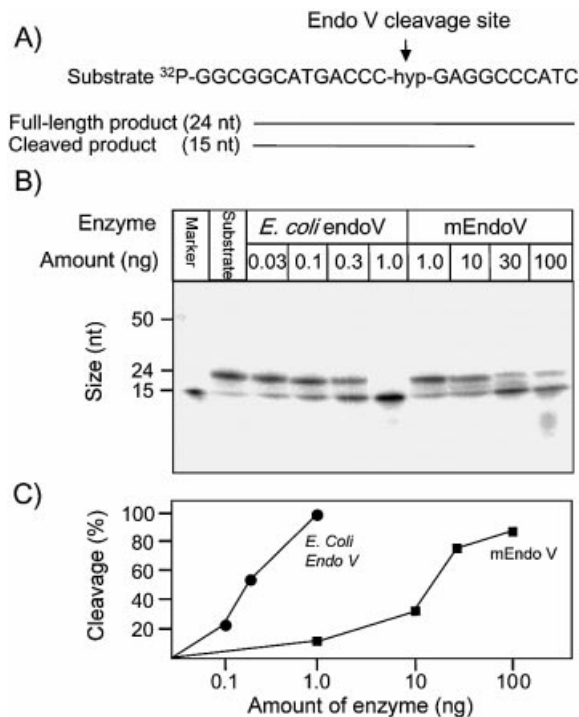 A)
Endo V cleavage site
Substrate ³²P-GGCGGCATGACCC-hyp-GAGGCCCATC
Full-length product (24 nt)
Cleaved product (15 nt)
B)
Enzyme Marker Substrate E. coli endoV mEndoV
Amount (ng) 0.03 0.1 0.3 1.0 1.0 10 30 100
Size (nt)
50
24
15
C)
Cleavage (%)
100
80
60
40
20
E. Coli
Endo V
mEndo V
0.1 1.0 10 100
Amount of enzyme (ng)